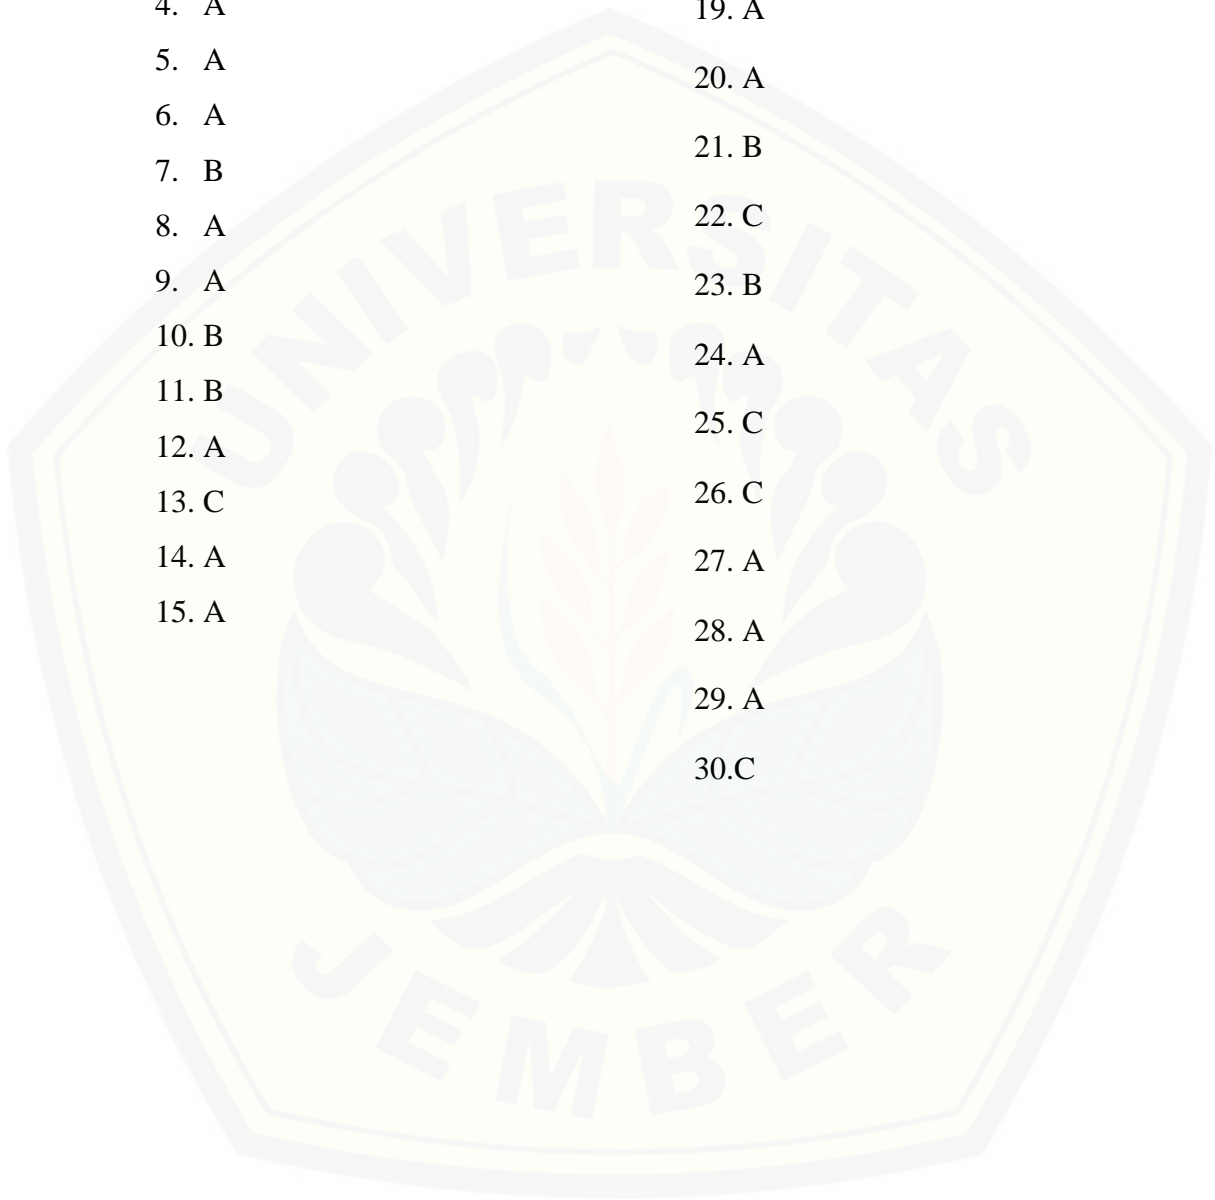 4. A
5. A
6. A
7. B
8. A
9. A
10. B
11. B
12. A
13. C
14. A
15. A
19. A
20. A
21. B
22. C
23. B
24. A
25. C
26. C
27. A
28. A
29. A
30.C
UNIVERSITAS
JEMBER